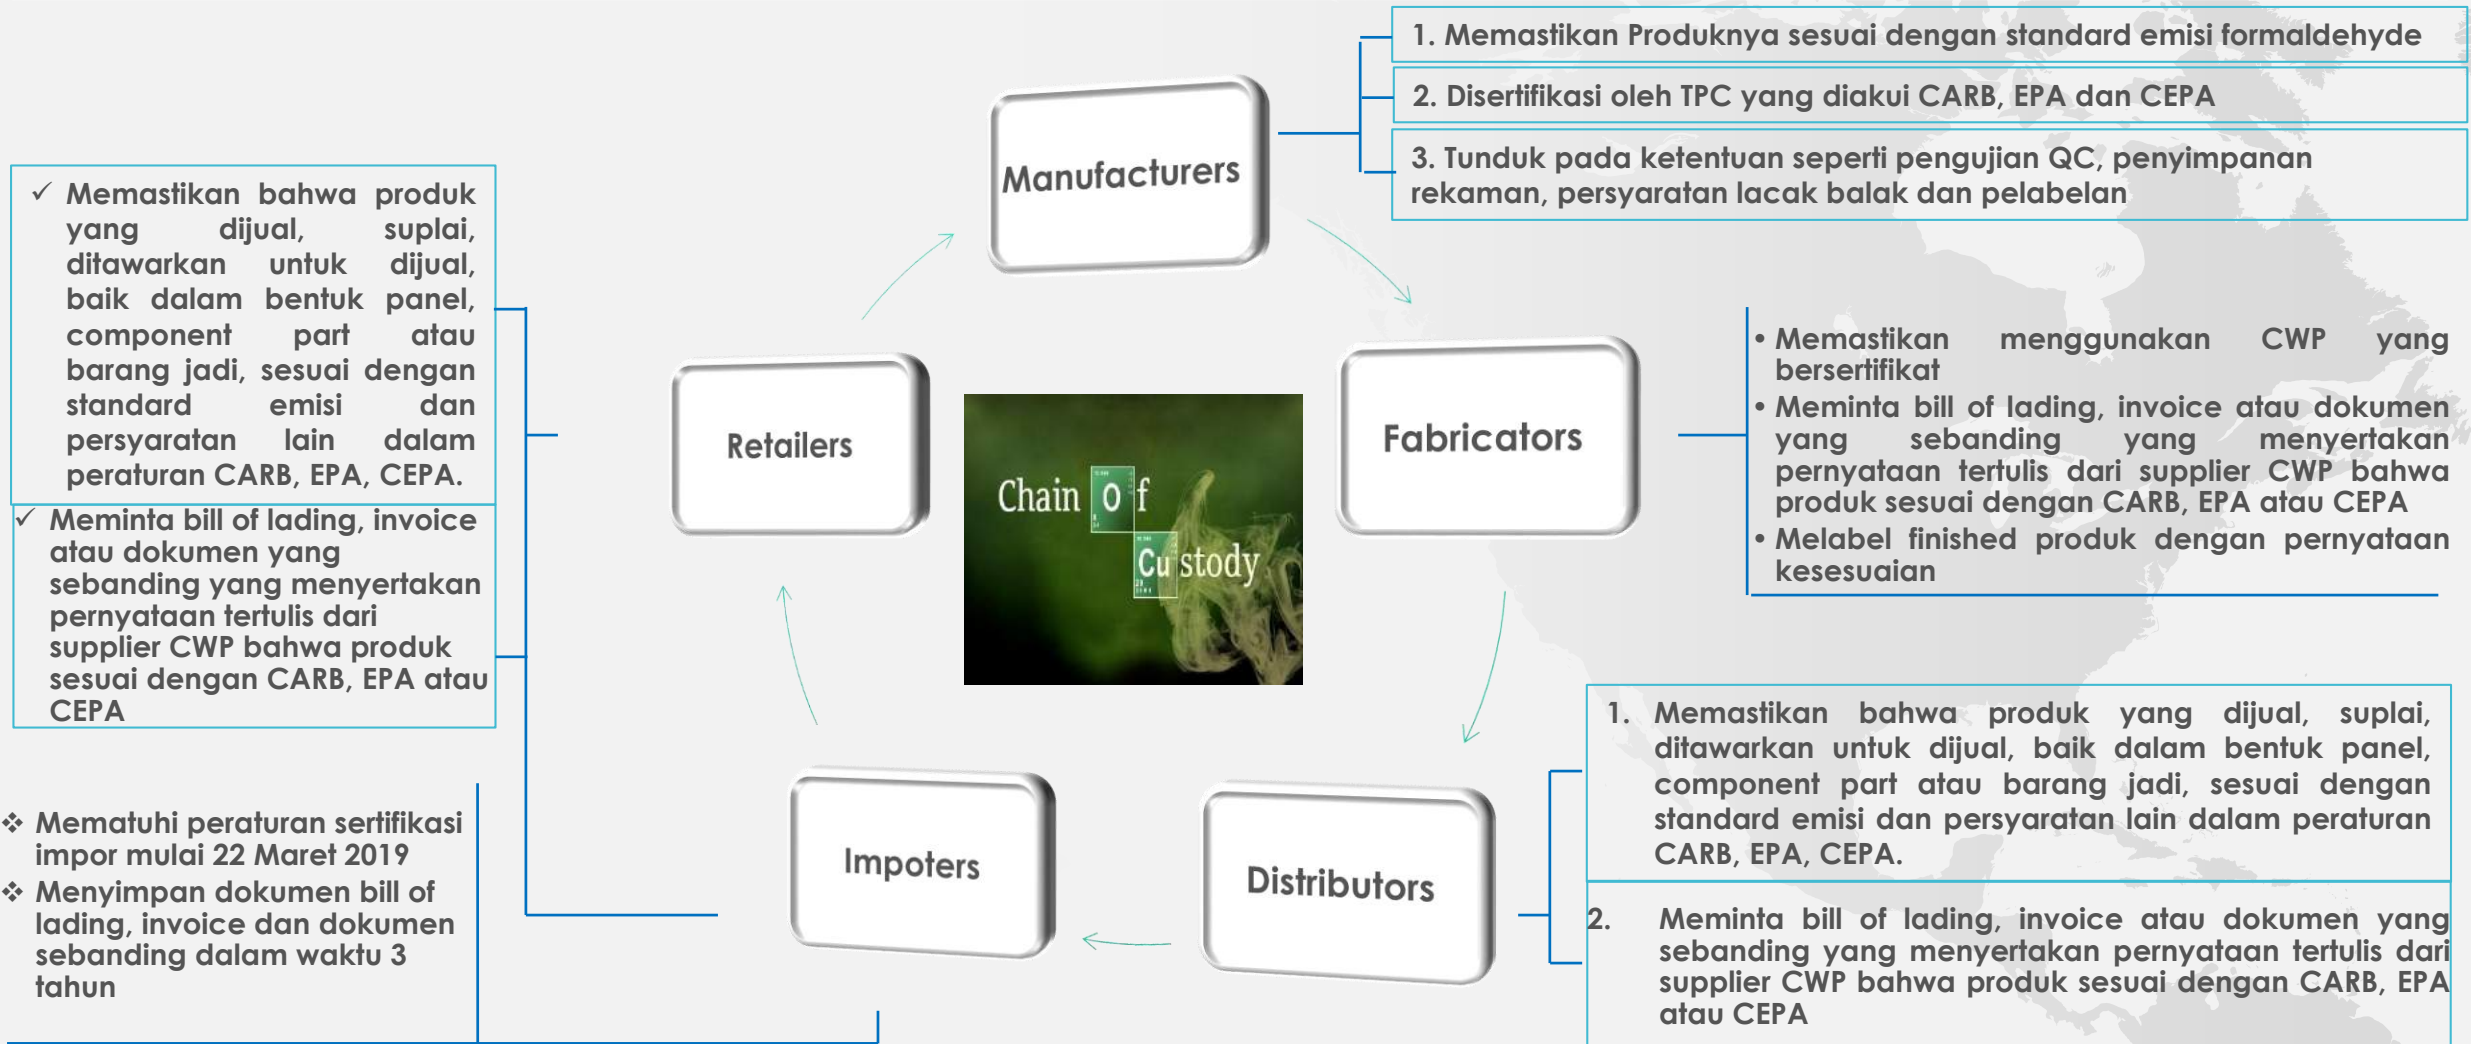 1. Memastikan Produknya sesuai dengan standard emisi formaldehyde
2. Disertifikasi oleh TPC yang diakui CARB, EPA dan CEPA
3. Tunduk pada ketentuan seperti pengujian QC, penyimpanan
rekaman, persyaratan lacak balak dan pelabelan
Manufacturers
✓ Memastikan bahwa produk
yang dijual, suplai,
ditawarkan untuk dijual,
baik dalam bentuk panel,
component part atau
barang jadi, sesuai dengan
standard emisi dan
persyaratan lain dalam
peraturan CARB, EPA, CEPA.
✓ Meminta bill of lading, invoice
atau dokumen yang
sebanding yang menyertakan
pernyataan tertulis dari
supplier CWP bahwa produk
sesuai dengan CARB, EPA atau
CEPA
Retailers
Chain Of
Custody
Fabricators
• Memastikan menggunakan CWP yang
bersertifikat
• Meminta bill of lading, invoice atau dokumen
yang sebanding yang menyertakan
pernyataan tertulis dari supplier CWP bahwa
produk sesuai dengan CARB, EPA atau CEPA
• Melabel finished produk dengan pernyataan
kesesuaian
❖ Mematuhi peraturan sertifikasi
impor mulai 22 Maret 2019
❖ Menyimpan dokumen bill of
lading, invoice dan dokumen
sebanding dalam waktu 3
tahun
Impoters
Distributors
1. Memastikan bahwa produk yang dijual, suplai,
ditawarkan untuk dijual, baik dalam bentuk panel,
component part atau barang jadi, sesuai dengan
standard emisi dan persyaratan lain dalam peraturan
CARB, EPA, CEPA.
2. Meminta bill of lading, invoice atau dokumen yang
sebanding yang menyertakan pernyataan tertulis dari
supplier CWP bahwa produk sesuai dengan CARB, EPA
atau CEPA